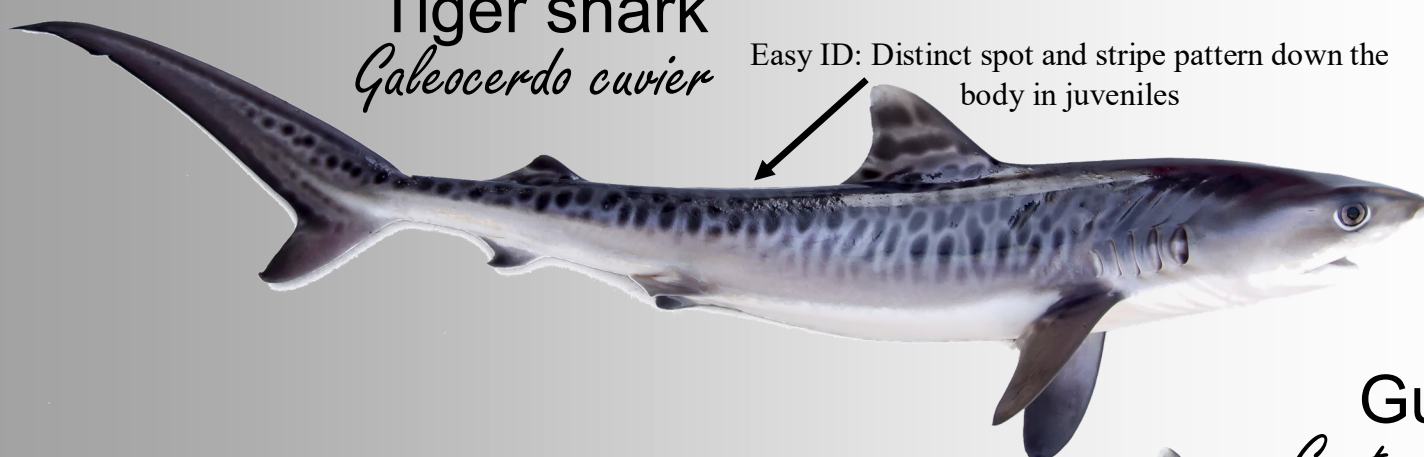 Tiger shark
Galeocerdo cuvier
Easy ID: Distinct spot and stripe pattern down the
body in juveniles